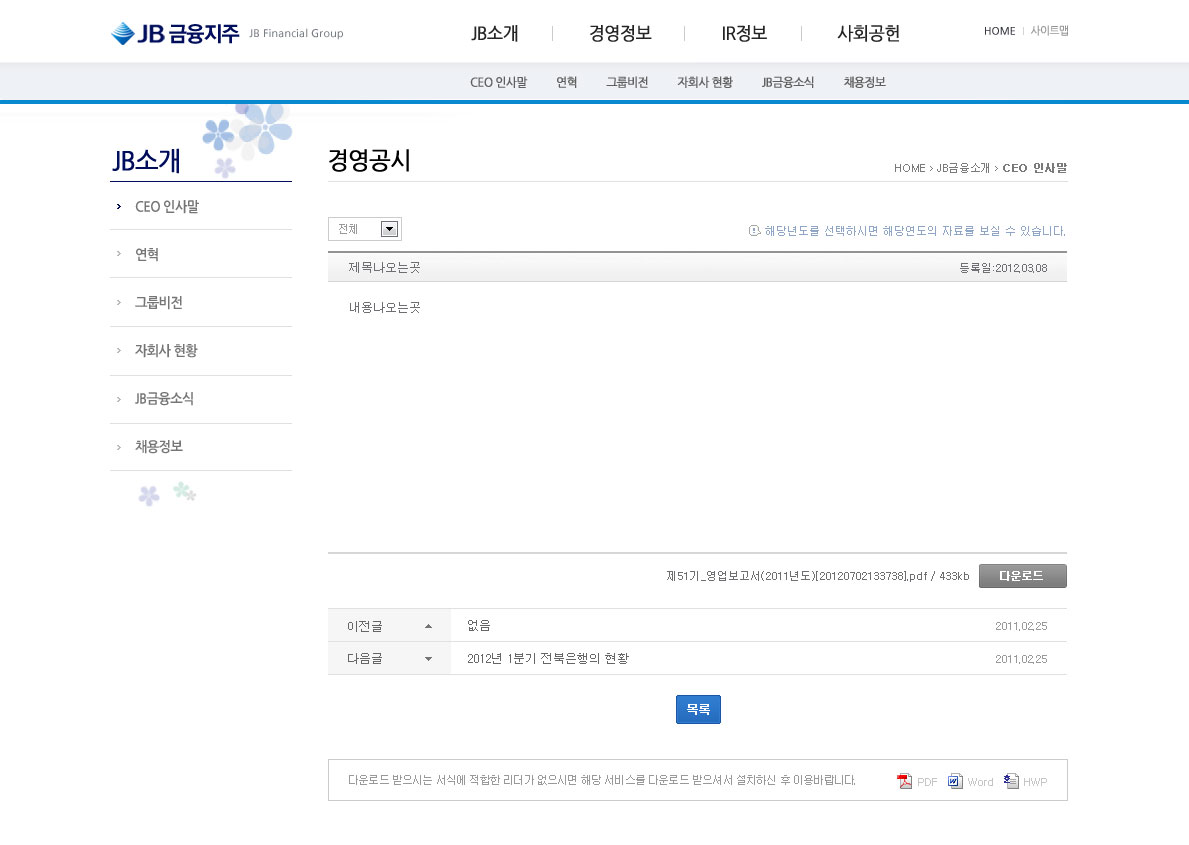 JB 금융지주 JB Financial Group
JB소개 경영정보 IR정보 사회공헌
HOME 사이트맵
CEO 인사말 연혁 그룹비전 자회사 현황 JB금융소식 채용정보
JB소개
CEO 인사말
연혁
그룹비전
자회사 현황
JB금융소식
채용정보
경영공시
HOME > JB금융소개 > CEO 인사말
전체
해당년도를 선택하시면 해당연도의 자료를 보실 수 있습니다.
제목나오는곳 등록일:2012.03.08
내용나오는곳
제51기_영업보고서(2011년도)[20120702133738].pdf / 433kb 다운로드
이전글 없음 2011.02.25
다음글 2012년 1분기 전북은행의 현황 2011.02.25
목록
다운로드 받으시는 서식에 적합한 리더가 없으시면 해당 서비스를 다운로드 받으셔서 설치하신 후 이용바랍니다. PDF Word HWP